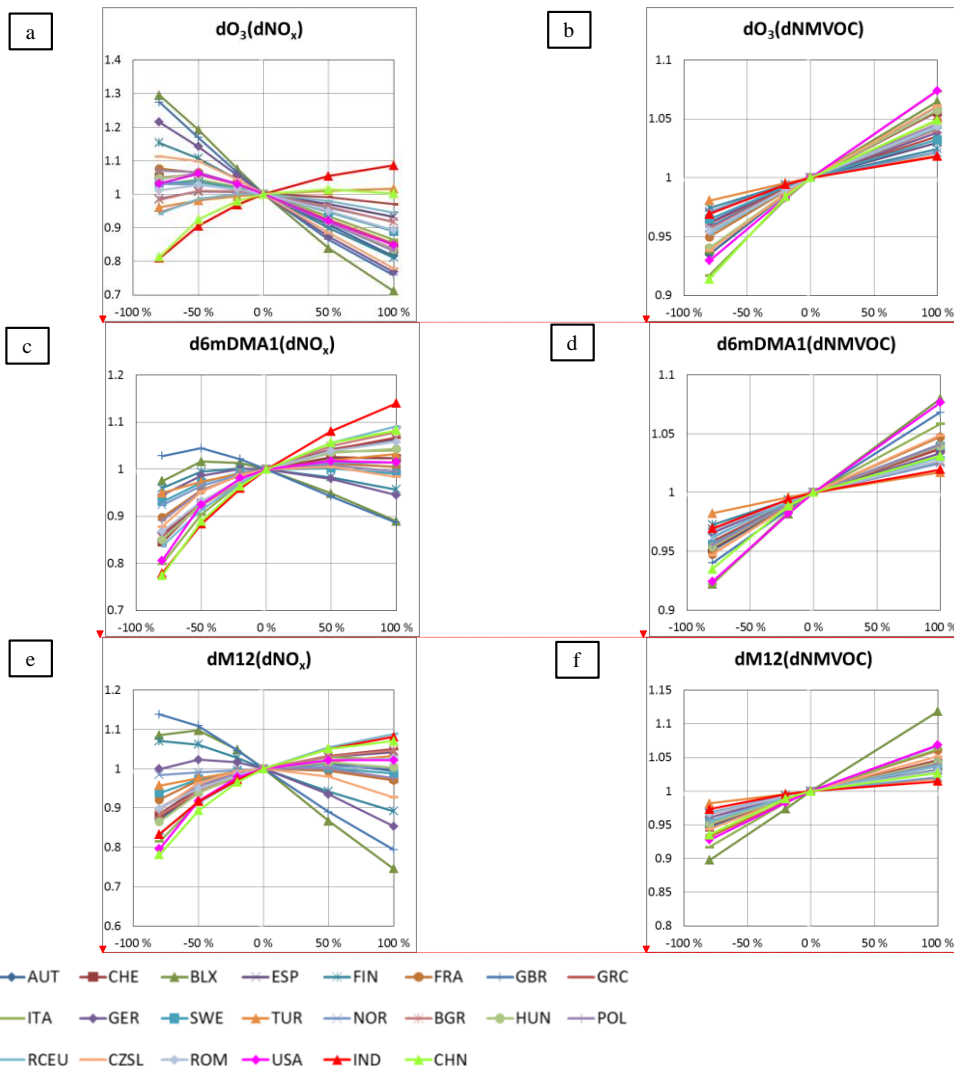 a
b
dO₃(dNOₓ)
dO₃(dNMVOC)
1.4
1.3
1.2
1.1
1
0.9
0.8
0.7
-100 % -50 % 0 % 50 % 100 %
1.1
1.05
1
0.95
0.9
-100 % -50 % 0 % 50 % 100 %
c
d
d6mDMA1(dNOₓ)
d6mDMA1(dNMVOC)
1.2
1.1
1
0.9
0.8
0.7
-100 % -50 % 0 % 50 % 100 %
1.1
1.05
1
0.95
0.9
-100 % -50 % 0 % 50 % 100 %
e
f
dM12(dNOₓ)
dM12(dNMVOC)
1.2
1.1
1
0.9
0.8
0.7
0.6
-100 % -50 % 0 % 50 % 100 %
1.15
1.1
1.05
1
0.95
0.9
0.85
0.8
-100 % -50 % 0 % 50 % 100 %
AUT CHE BLX ESP FIN FRA GBR GRC
ITA GER SWE TUR NOR BGR HUN POL
RCEU CZSL ROM USA IND CHN